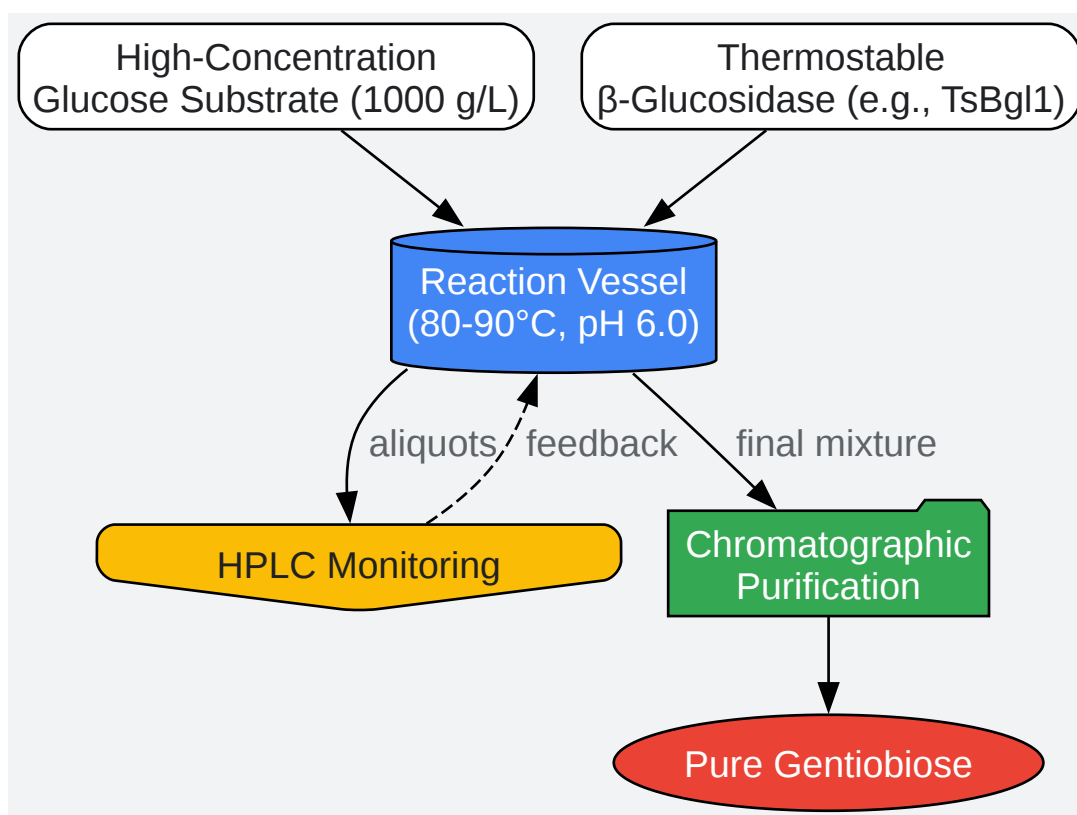 High-Concentration
Glucose Substrate (1000 g/L)
Thermostable
β-Glucosidase (e.g., TsBgl1)
Reaction Vessel
(80-90°C, pH 6.0)
aliquots
feedback
final mixture
HPLC Monitoring
Chromatographic
Purification
Pure Gentiobiose